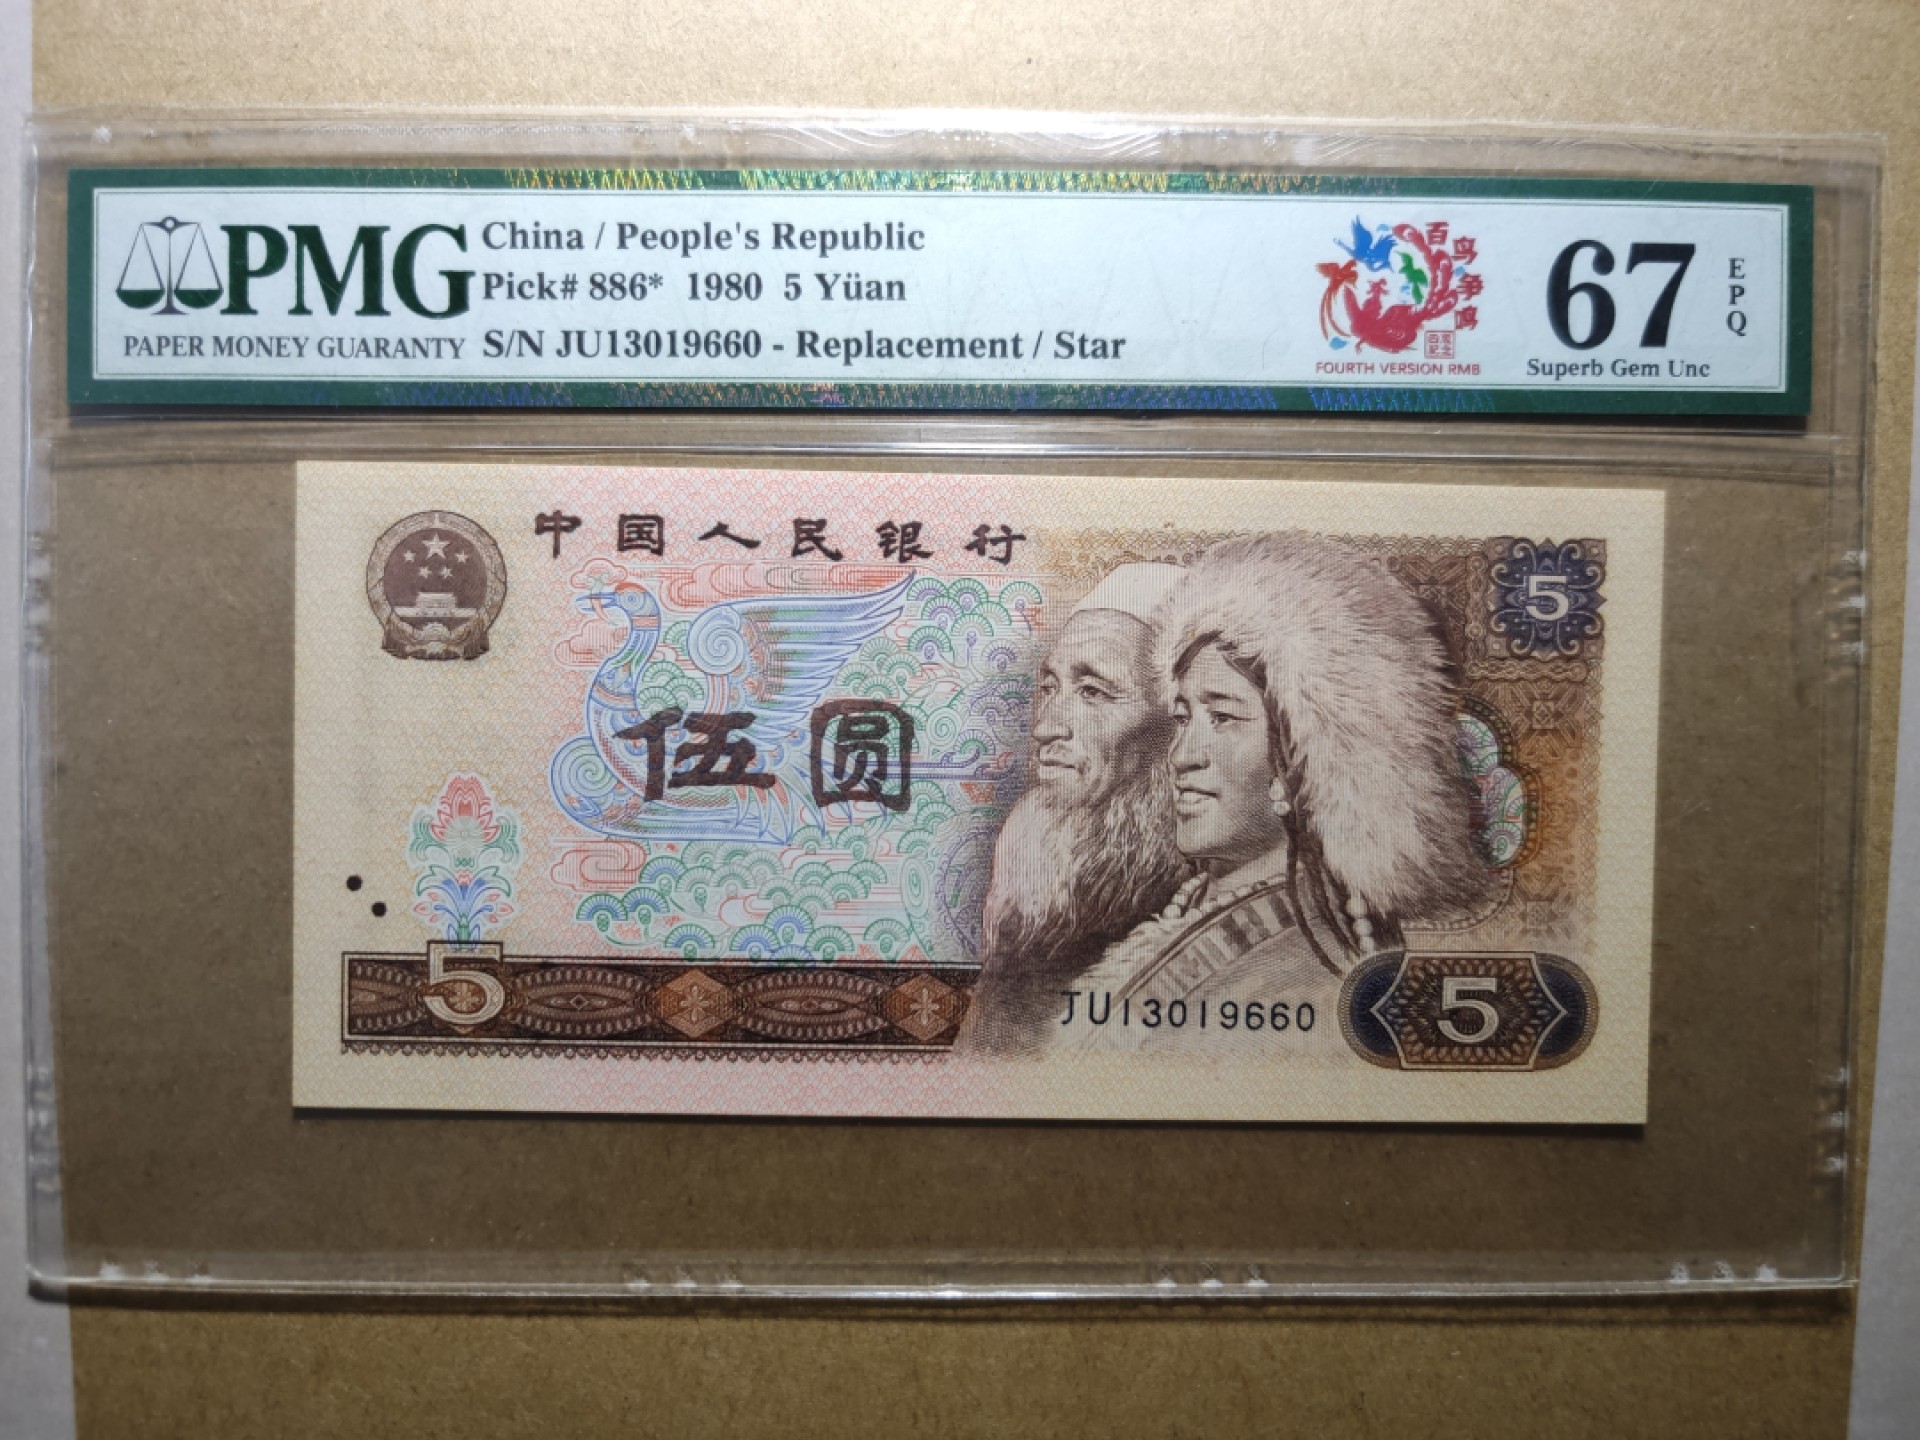 PMG
PAPER MONEY GUARANTY
China / People's Republic
Pick# 886* 1980 5 Yüan
S/N JU13019660 - Replacement / Star
百鸟争鸣
FOURTH VERSION RMB
67
EPQ
Superb Gem Unc
中国人民银行
5
伍圆
5
JU13019660
5